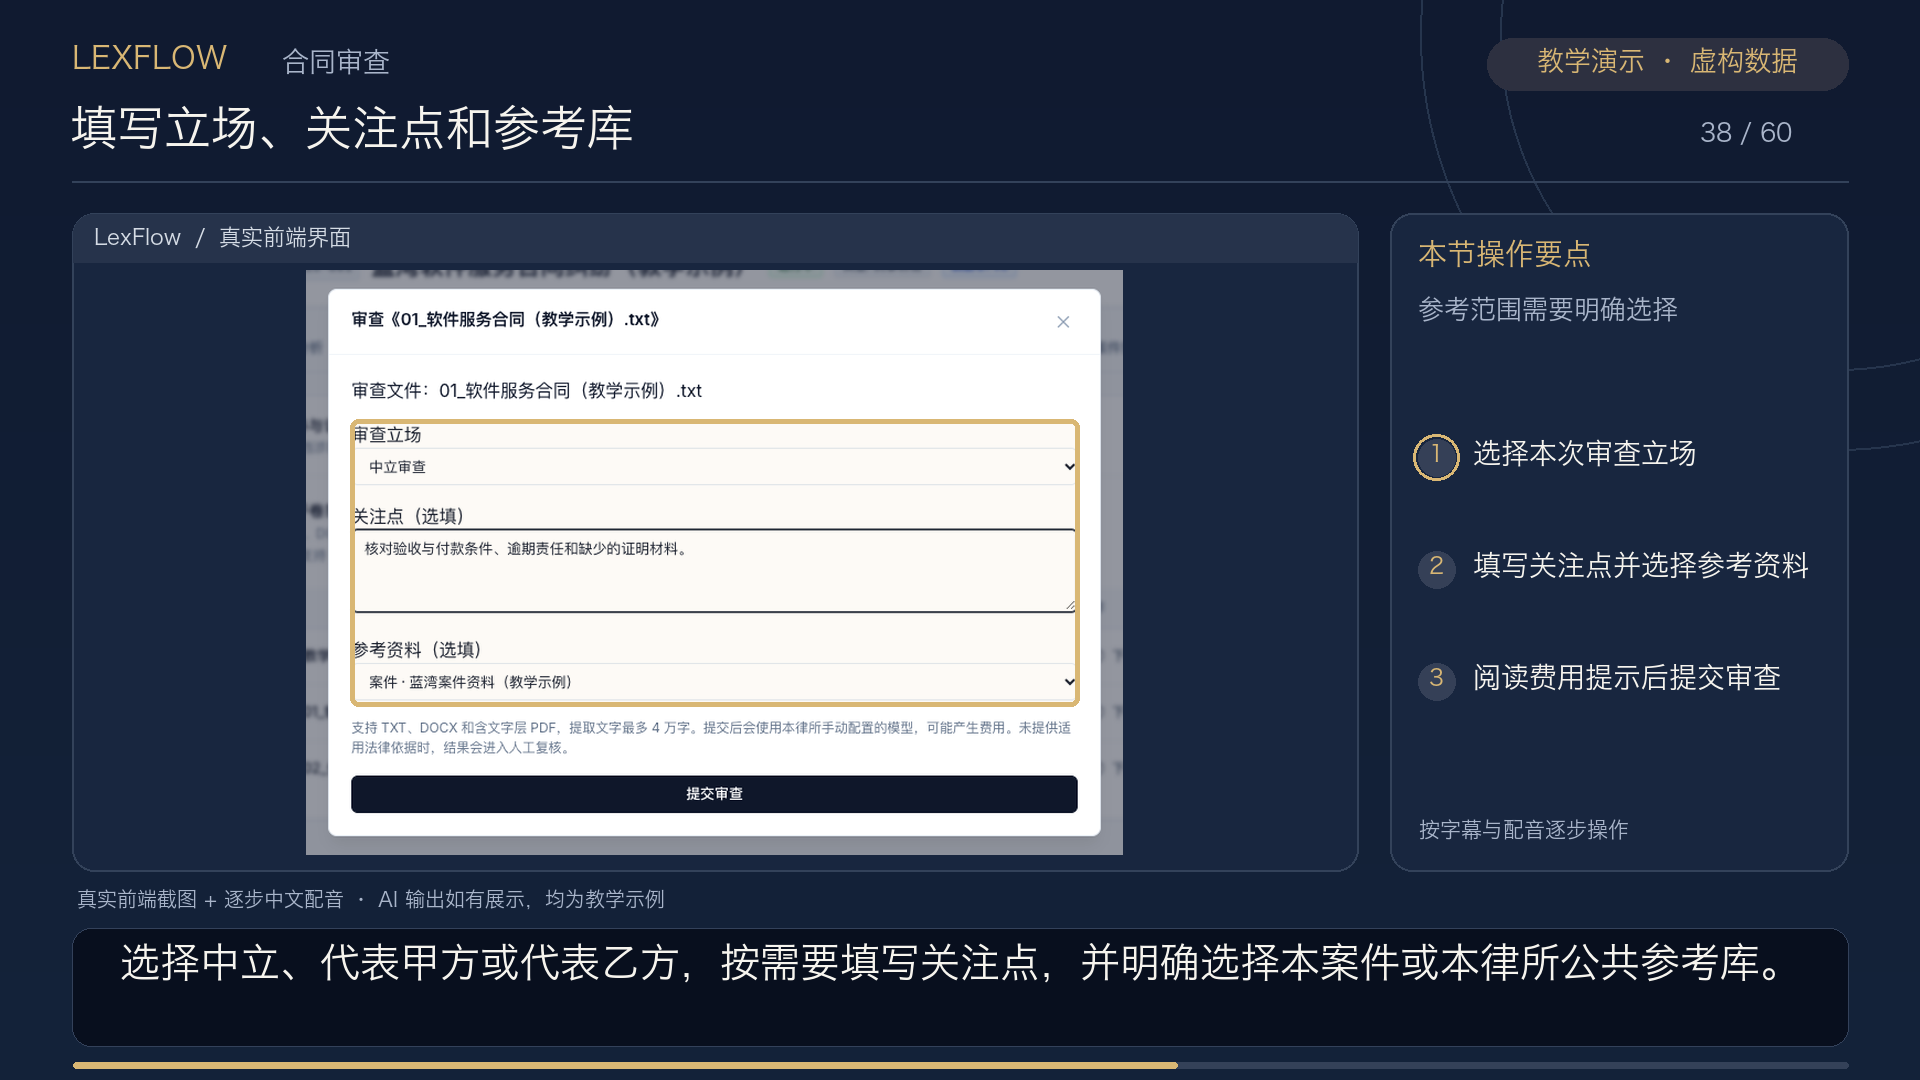 LEXFLOW 合同审查
教学演示 · 虚构数据
填写立场、关注点和参考库
38 / 60
LexFlow / 真实前端界面
审查《01_软件服务合同（教学示例）.txt》
审查文件：01_软件服务合同（教学示例）.txt
审查立场
中立审查
关注点（选填）
核对验收与付款条件、逾期责任和缺少的证明材料。
参考资料（选填）
案件 · 蓝湾案件资料（教学示例）
支持 TXT、DOCX 和含文字层 PDF，提取文字最多 4 万字。提交后会使用本律所手动配置的模型，可能产生费用。未提供适
用法律依据时，结果会进入人工复核。
提交审查
本节操作要点
参考范围需要明确选择
1 选择本次审查立场
2 填写关注点并选择参考资料
3 阅读费用提示后提交审查
按字幕与配音逐步操作
真实前端截图 + 逐步中文配音 · AI 输出如有展示，均为教学示例
选择中立、代表甲方或代表乙方，按需要填写关注点，并明确选择本案件或本律所公共参考库。